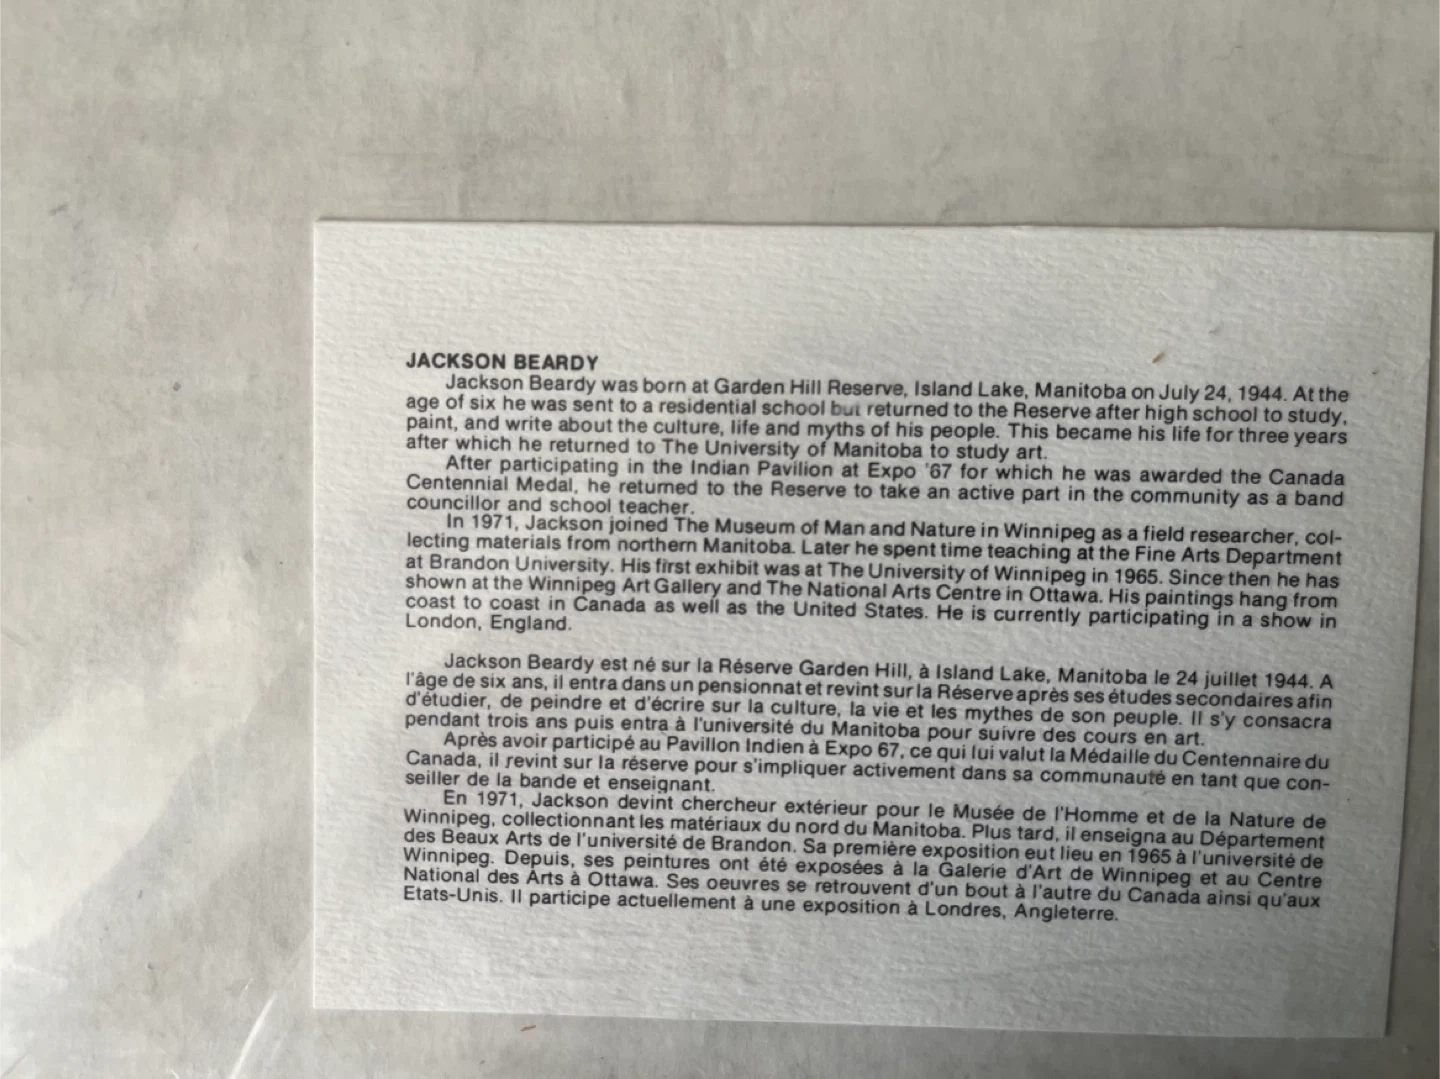 JACKSON BEARDY
Jackson Beardy was born at Garden Hill Reserve, Island Lake, Manitoba on July 24, 1944. At the
age of six he was sent to a residential school but returned to the Reserve after high school to study,
paint, and write about the culture, life and myths of his people. This became his life for three years
after which he returned to The University of Manitoba to study art.
After participating in the Indian Pavilion at Expo '67 for which he was awarded the Canada
Centennial Medal, he returned to the Reserve to take an active part in the community as a band
councillor and school teacher.
In 1971, Jackson joined The Museum of Man and Nature in Winnipeg as a field researcher, col-
lecting materials from northern Manitoba. Later he spent time teaching at the Fine Arts Department
at Brandon University. His first exhibit was at The University of Winnipeg in 1965. Since then he has
shown at the Winnipeg Art Gallery and The National Arts Centre in Ottawa. His paintings hang from
coast to coast in Canada as well as the United States. He is currently participating in a show in
London, England.
Jackson Beardy est né sur la Réserve Garden Hill, à Island Lake, Manitoba le 24 juillet 1944. A
l'âge de six ans, il entra dans un pensionnat et revint sur la Réserve après ses études secondaires afin
d'étudier, de peindre et d'écrire sur la culture, la vie et les mythes de son peuple. Il s'y consacra
pendant trois ans puis entra à l'université du Manitoba pour suivre des cours en art.
Après avoir participé au Pavillon Indien à Expo 67, ce qui lui valut la Médaille du Centennaire du
Canada, il revint sur la réserve pour s'impliquer activement dans sa communauté en tant que con-
seiller de la bande et enseignant.
En 1971, Jackson devint chercheur extérieur pour le Musée de l'Homme et de la Nature de
Winnipeg, collectionnant les matériaux du nord du Manitoba. Plus tard, il enseigna au Département
des Beaux Arts de l'université de Brandon. Sa première exposition eut lieu en 1965 à l'université de
Winnipeg. Depuis, ses peintures ont été exposées à la Galerie d'Art de Winnipeg et au Centre
National des Arts à Ottawa. Ses oeuvres se retrouvent d'un bout à l'autre du Canada ainsi qu'aux
Etats-Unis. Il participe actuellement à une exposition à Londres, Angleterre.